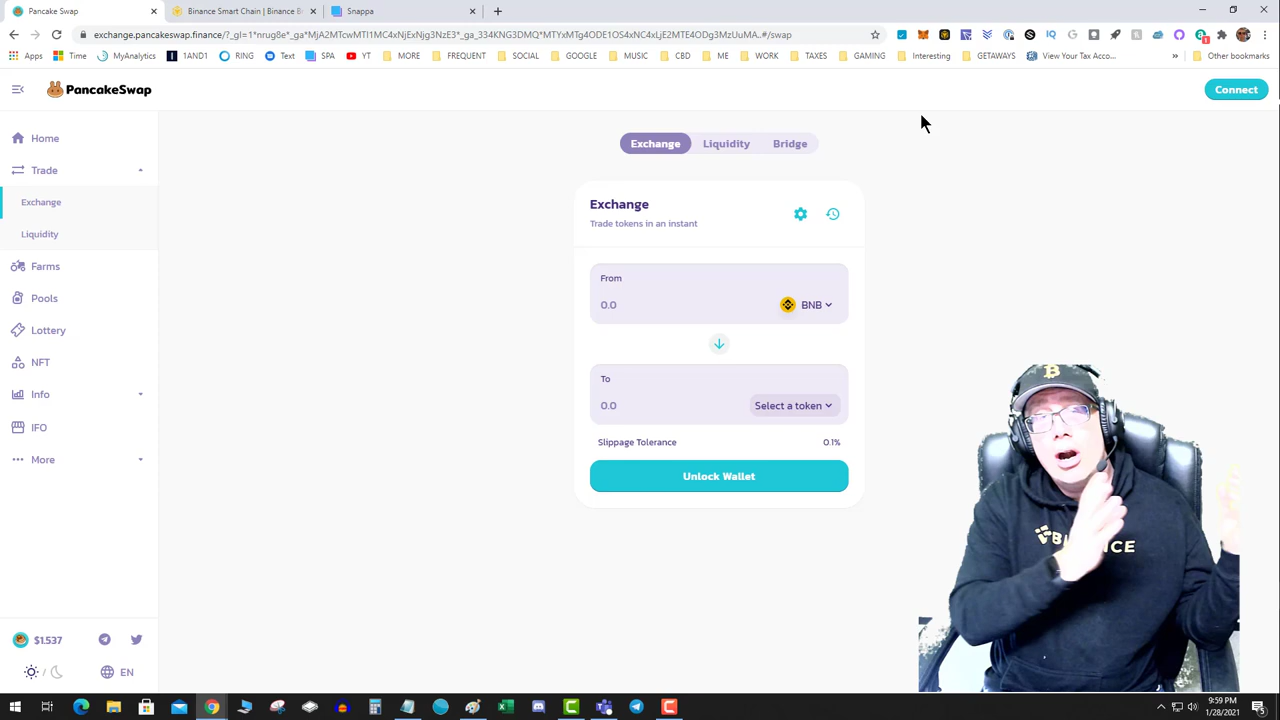 Pancake Swap
Binance Smart Chain | Binance B
Snappa
exchange.pancakeswap.finance/?_gl=1*nrug8e*_ga*MjA2MTcwMTI1MC4xNjExNjg3NzE3*_ga_334KNG3DMQ*MTYxMTg4ODE1OS4xNC4xLjE2MTE4ODg3MzUuMA..#/swap
Apps
Time
MyAnalytics
1AND1
RING
Text
SPA
YT
MORE
FREQUENT
SOCIAL
GOOGLE
MUSIC
CBD
ME
WORK
TAXES
GAMING
Interesting
GETAWAYS
View Your Tax Acco...
Other bookmarks
PancakeSwap
Connect
Home
Trade
Exchange
Liquidity
Farms
Pools
Lottery
NFT
Info
IFO
More
$1.537
EN
Exchange
Liquidity
Bridge
Exchange
Trade tokens in an instant
From
0.0
BNB
To
0.0
Select a token
Slippage Tolerance
0.1%
Unlock Wallet
9:59 PM
1/28/2021